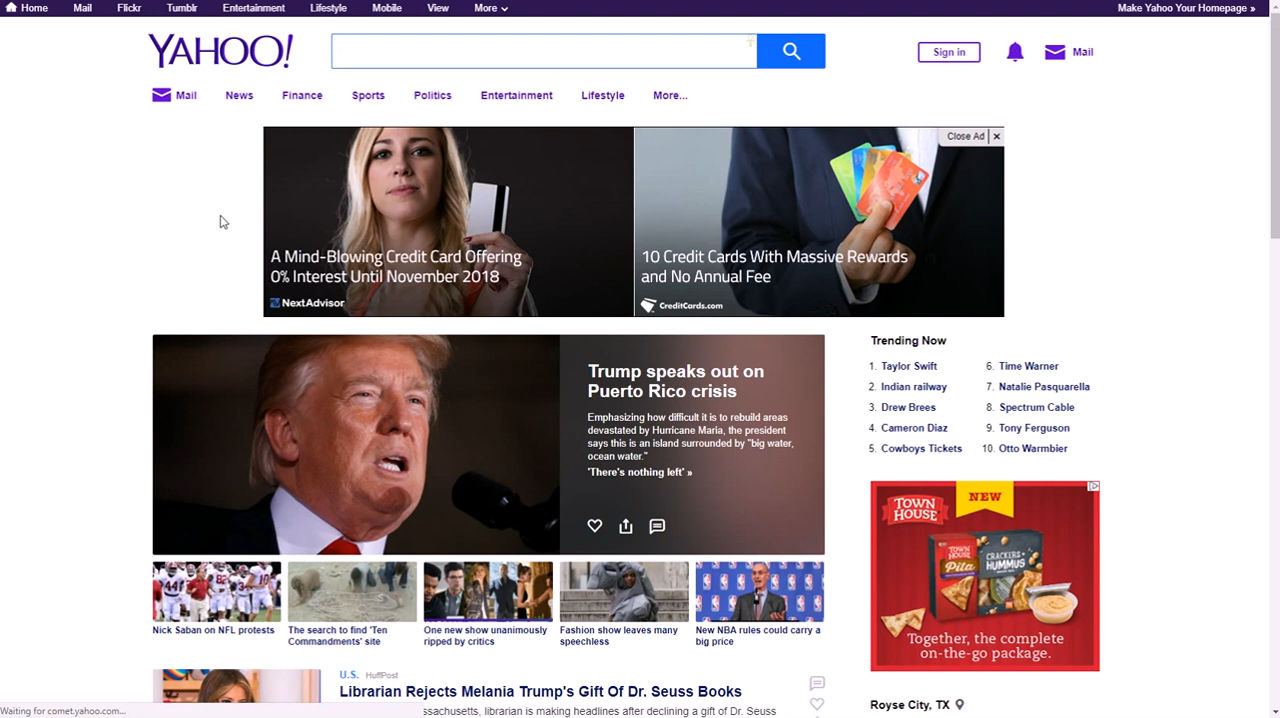 Home Mail Flickr Tumblr Entertainment Lifestyle Mobile View More Make Yahoo Your Homepage »
YAHOO! Sign in Mail
Mail News Finance Sports Politics Entertainment Lifestyle More...
Close Ad ×
A Mind-Blowing Credit Card Offering
0% Interest Until November 2018
NextAdvisor
10 Credit Cards With Massive Rewards
and No Annual Fee
CreditCards.com
Trump speaks out on
Puerto Rico crisis
Emphasizing how difficult it is to rebuild areas
devastated by Hurricane Maria, the president
says this is an island surrounded by "big water,
ocean water."
'There's nothing left' »
Nick Saban on NFL protests
The search to find 'Ten
Commandments' site
One new show unanimously
ripped by critics
Fashion show leaves many
speechless
New NBA rules could carry a
big price
U.S. HuffPost
Librarian Rejects Melania Trump's Gift Of Dr. Seuss Books
ssachusetts, librarian is making headlines after declining a gift of Dr. Seuss
Trending Now
1. Taylor Swift
2. Indian railway
3. Drew Brees
4. Cameron Diaz
5. Cowboys Tickets
6. Time Warner
7. Natalie Pasquarella
8. Spectrum Cable
9. Tony Ferguson
10. Otto Warmbier
TOWN
HOUSE
NEW
TOWN
HOUSE
Pita
CRACKERS
HUMMUS
Together, the complete
on-the-go package.
Royse City, TX
Waiting for comet.yahoo.com...